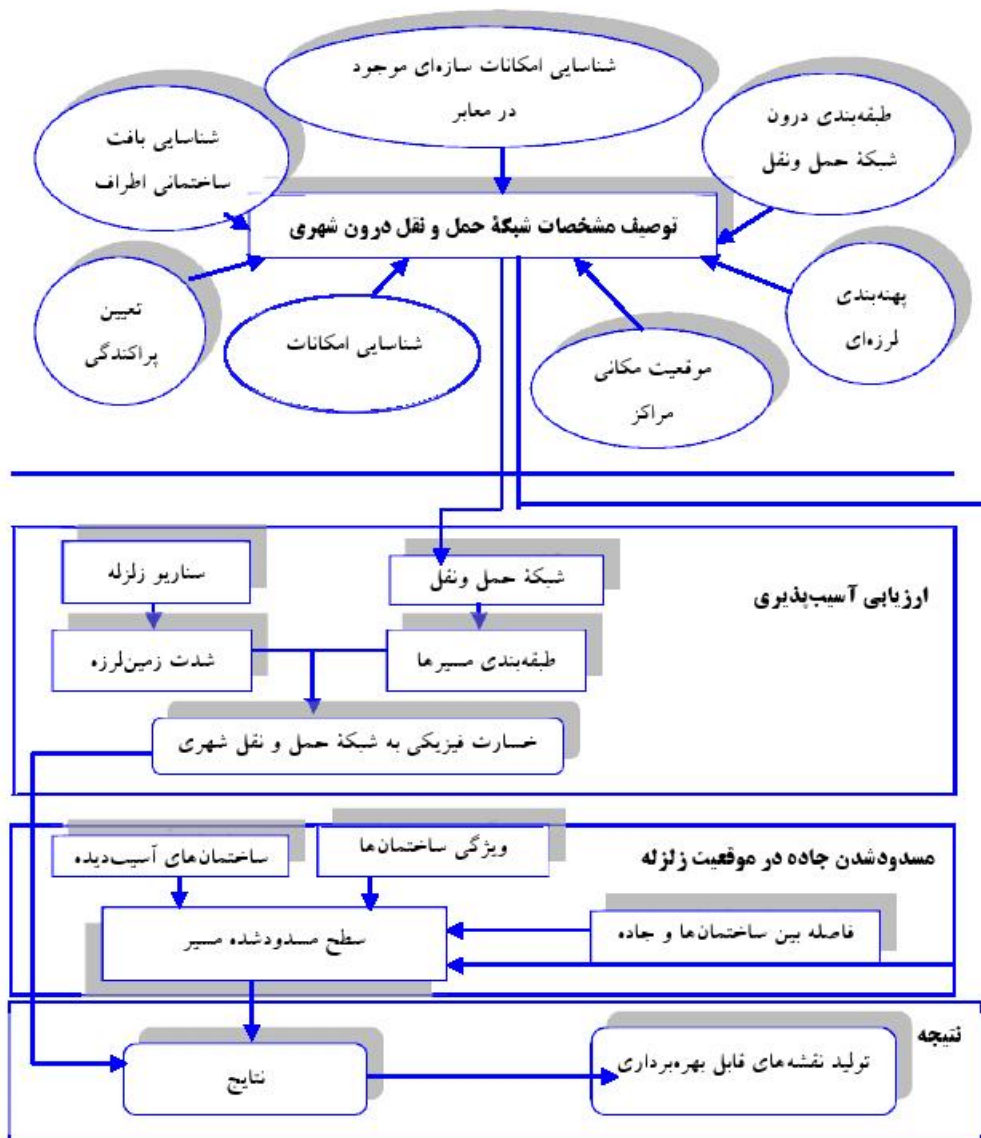 شناسایی امکانات سازه‌ای موجود
در معابر
طبقه‌بندی درون
شبکهٔ حمل ونقل
شناسایی بافت
ساختمانی اطراف
توصیف مشخصات شبکهٔ حمل و نقل درون شهری
پهنه‌بندی
لرزه‌ای
موقعیت مکانی
مراکز
شناسایی امکانات
تعیین
پراکندگی
ارزیابی آسیب‌پذیری
شبکهٔ حمل ونقل
سناریو زلزله
طبقه‌بندی مسیرها
شدت زمین‌لرزه
خسارت فیزیکی به شبکهٔ حمل و نقل شهری
مسدودشدن جاده در موقعیت زلزله
ویژگی ساختمان‌ها
ساختمان‌های آسیب‌دیده
فاصله بین ساختمان‌ها و جاده
سطح مسدودشده مسیر
نتیجه
تولید نقشه‌های قابل بهره‌برداری
نتایج